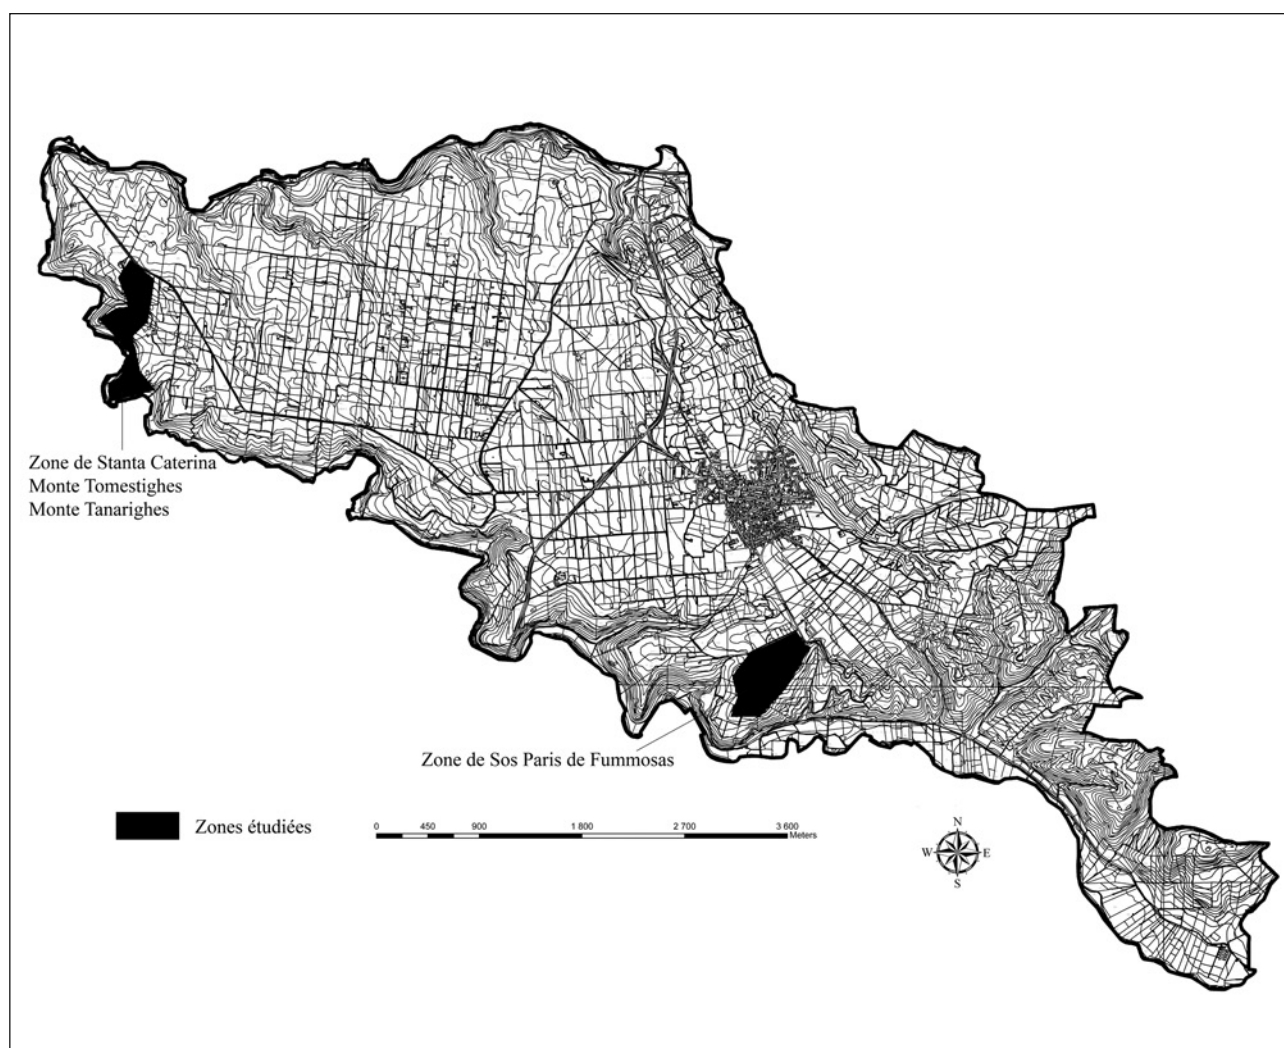 Zone de Stanta Caterina
Monte Tomestighes
Monte Tanarighes
Zone de Sos Paris de Fummosas
Zones étudiées
0 450 900 1 800 2 700 3 600
Meters
N
W E
S